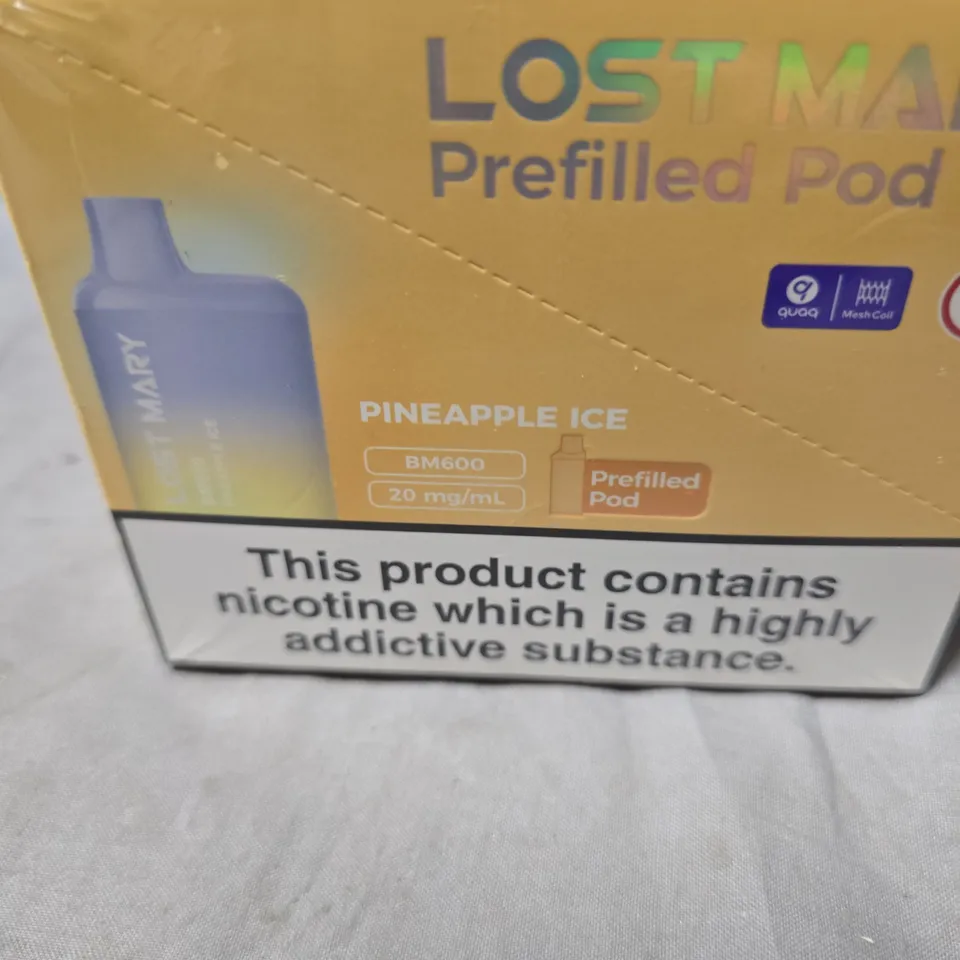 LOST MA
Prefilled Pod
quaq
Mesh Coil
LOST MARY
PINEAPPLE ICE
BM600
20 mg/mL
Prefilled
Pod
This product contains
nicotine which is a highly
addictive substance.